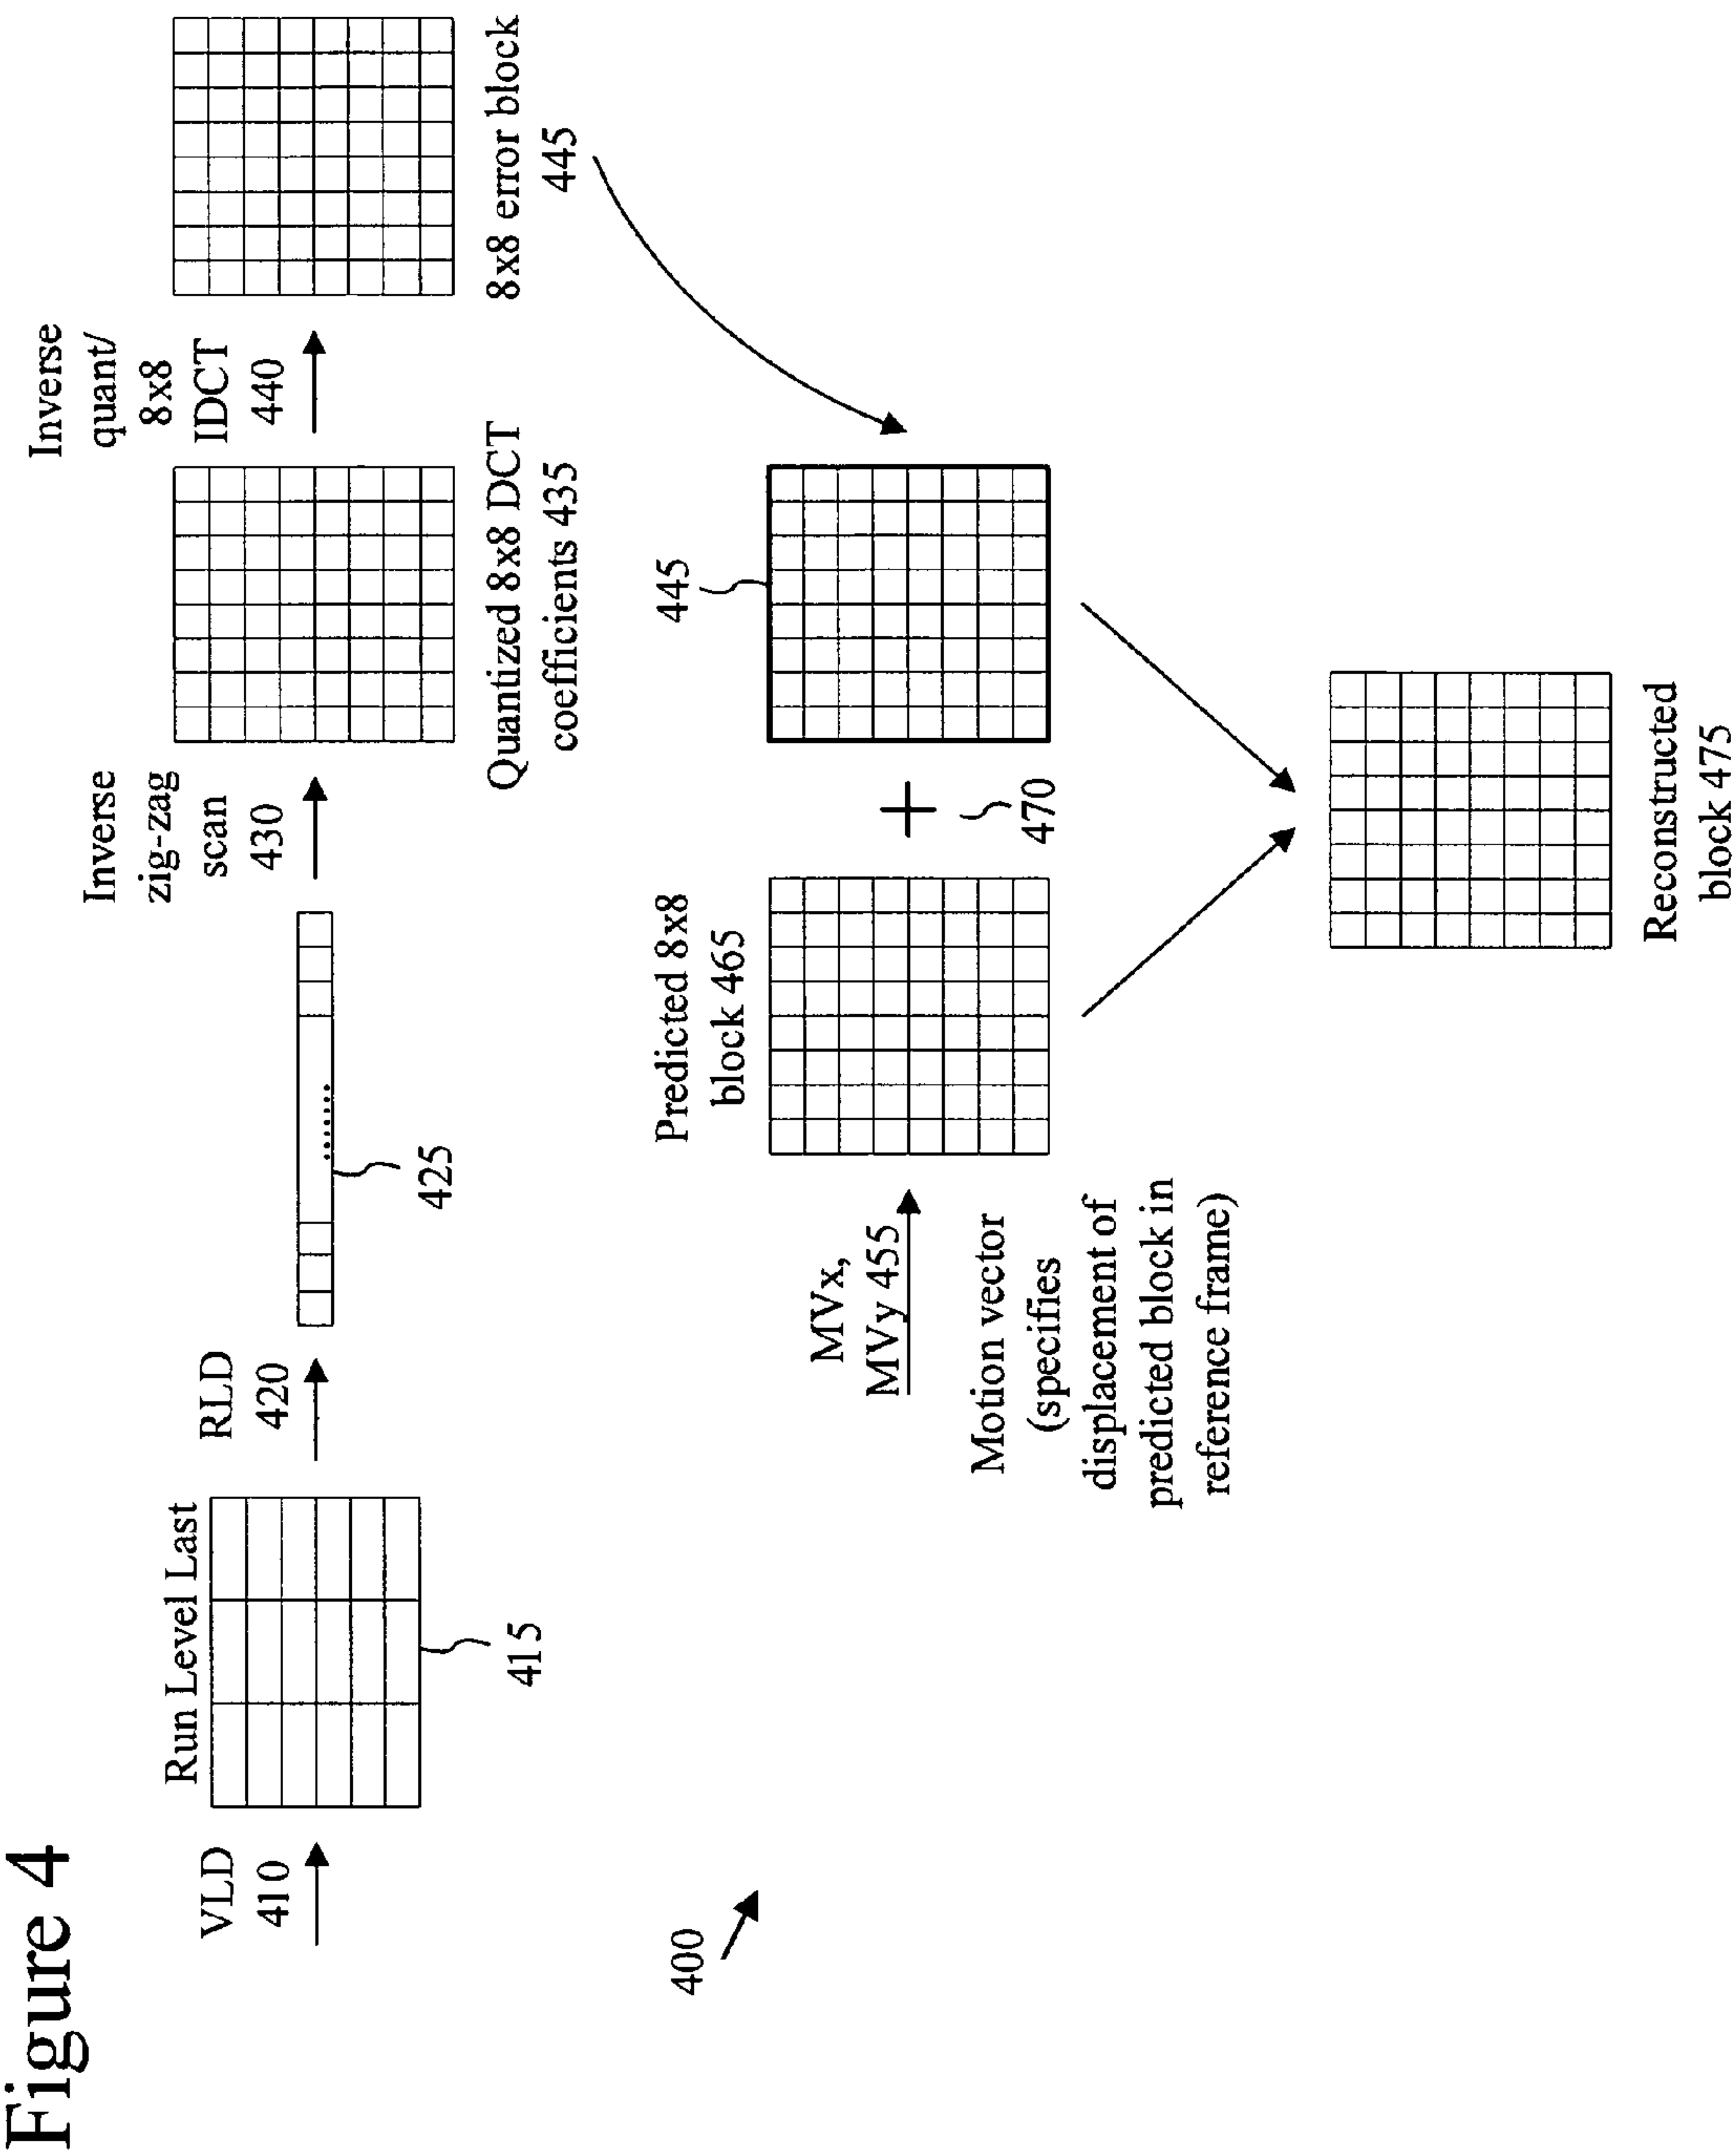 Figure 4
VLD
410
Run Level Last
415
RLD
420
425
Inverse
zig-zag
scan
430
Quantized 8x8 DCT
coefficients 435
Inverse
quant/
8x8
IDCT
440
8x8 error block
445
400
MVx,
MVy 455
Motion vector
(specifies
displacement of
predicted block in
reference frame)
Predicted 8x8
block 465
+
470
445
Reconstructed
block 475